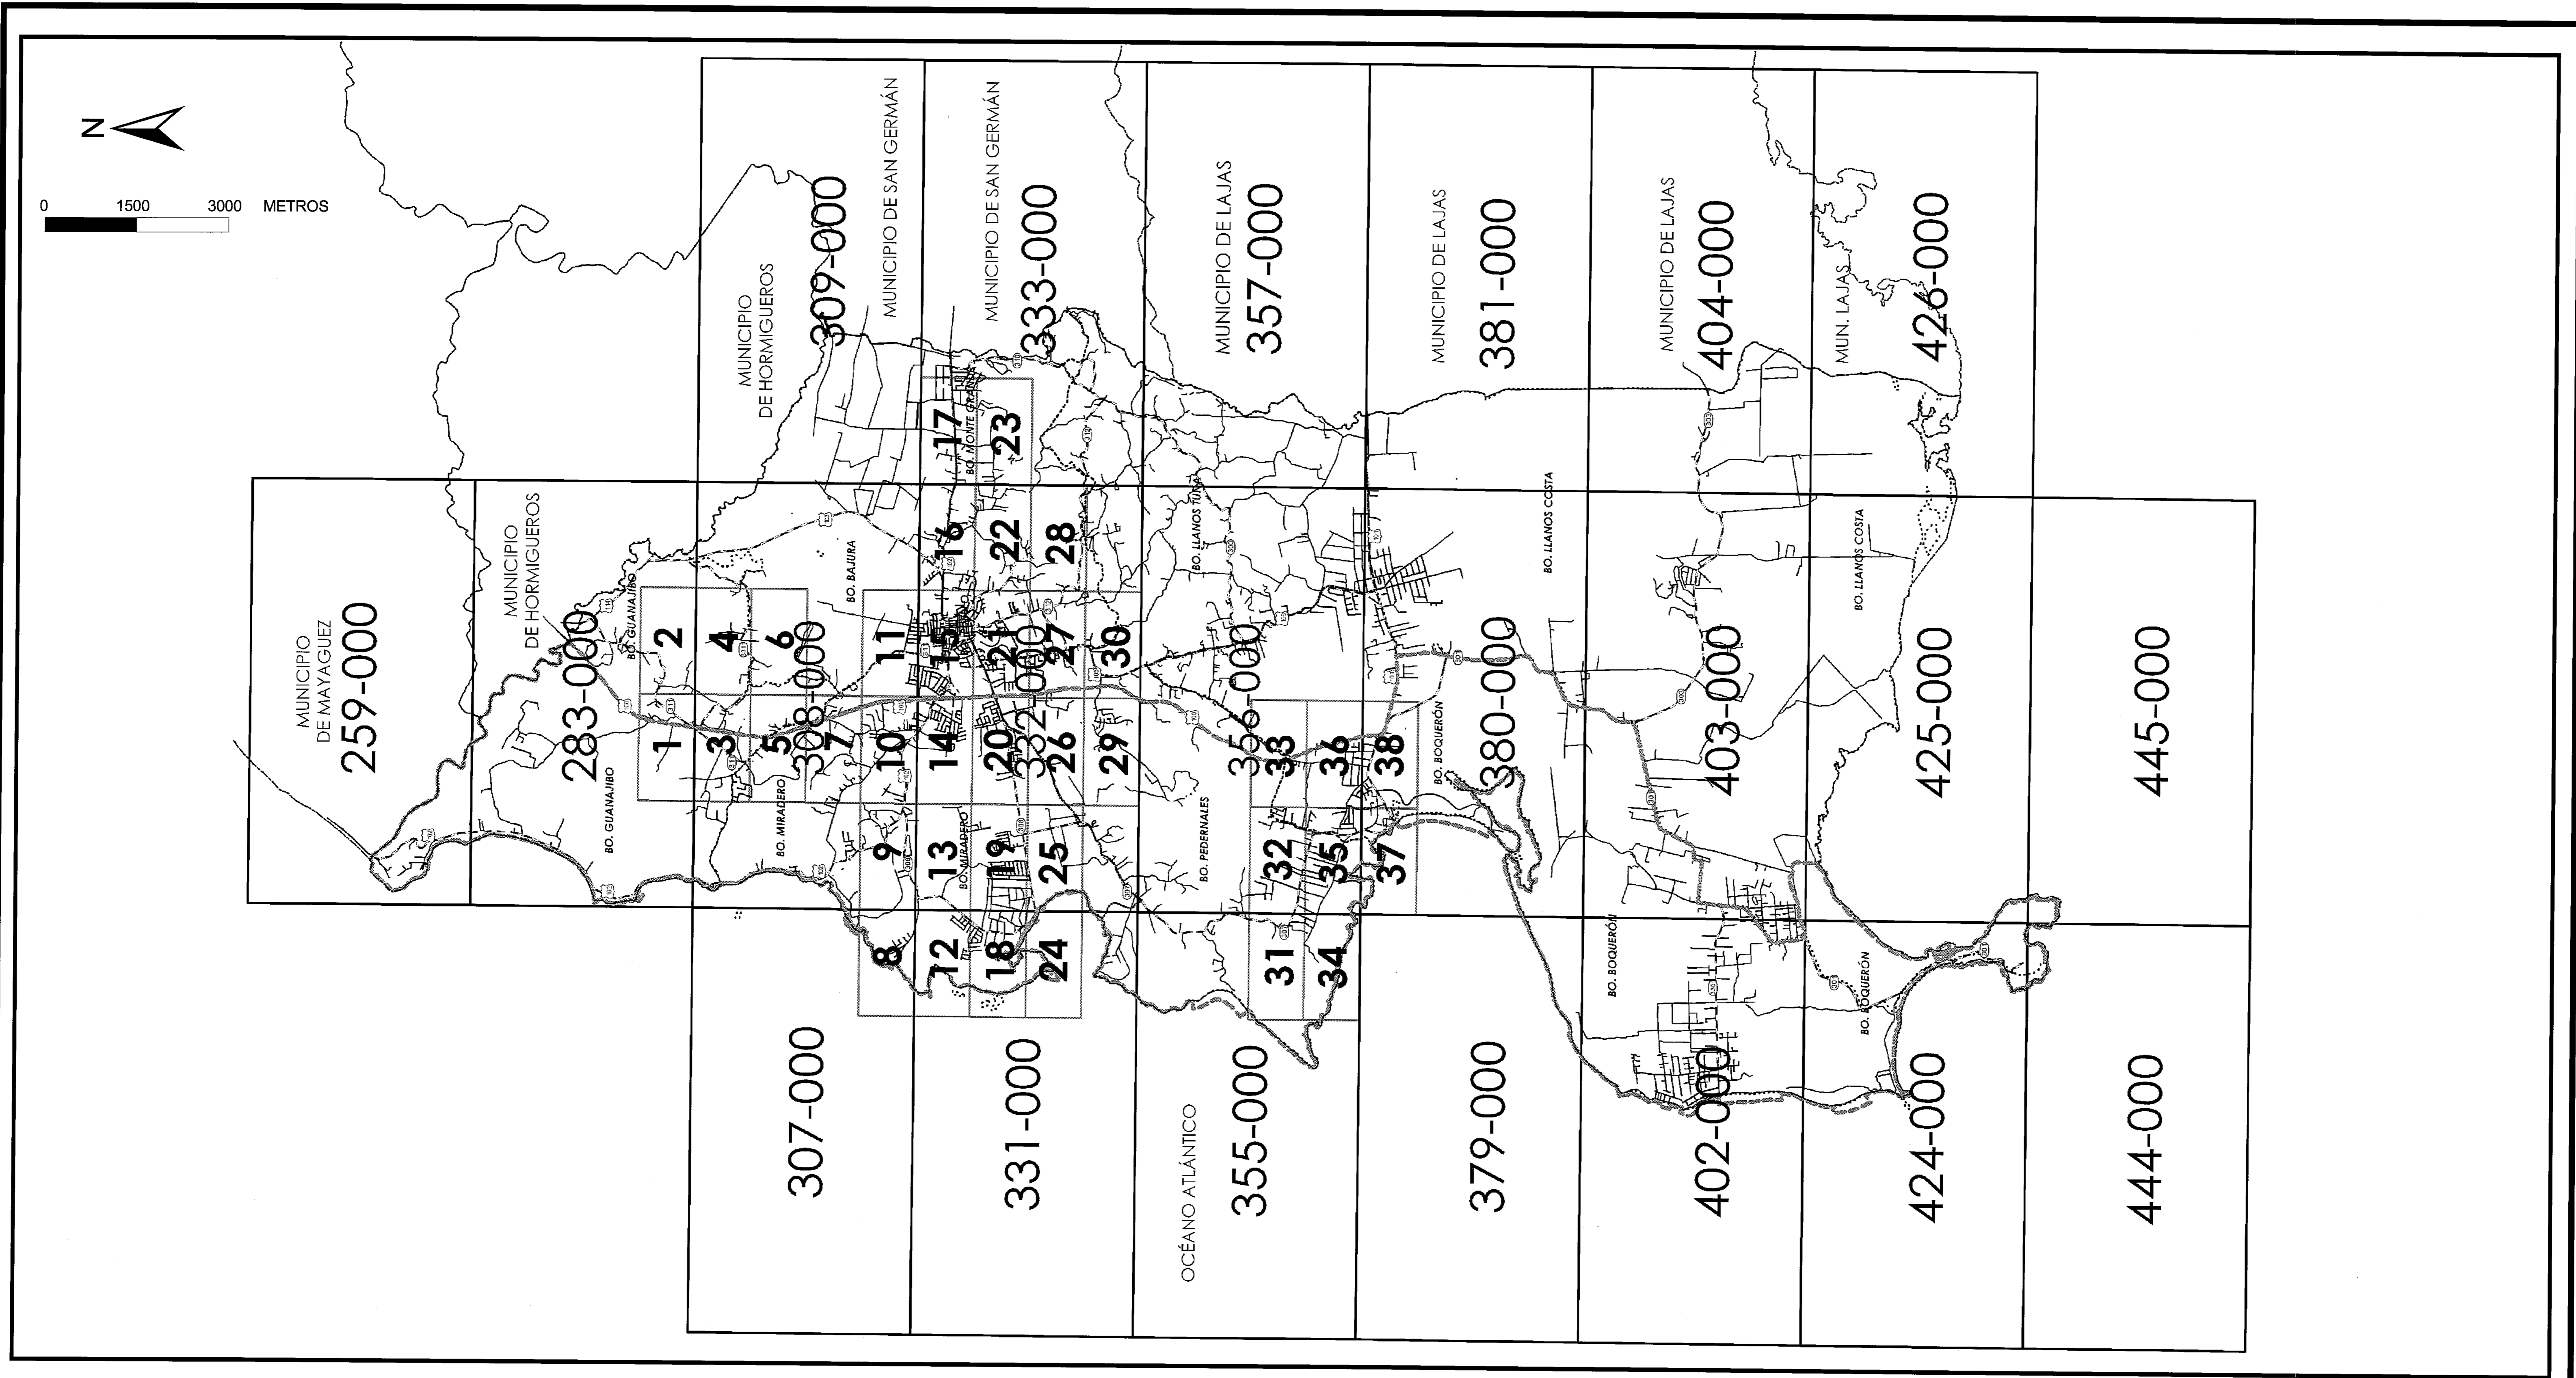 N
0 1500 3000 METROS
MUNICIPIO
DE MAYAGUEZ
259-000
MUNICIPIO
DE HORMIGUEROS
283-000
BO. GUANAJIBO
BO. GUANAJIBO
MUNICIPIO
DE HORMIGUEROS
309-000
MUNICIPIO DE SAN GERMÁN
308-000
307-000
BO. MIRADERO
BO. BAJURA
1
2
3
4
5
6
7
8
9
10
11
MUNICIPIO DE SAN GERMÁN
333-000
332-000
331-000
BO. MONTE GRANDE
BO. MIRADERO
12
13
14
15
16
17
18
19
20
21
22
23
24
25
26
27
28
29
30
MUNICIPIO DE LAJAS
357-000
356-000
355-000
OCÉANO ATLÁNTICO
BO. LLANOS TUNA
BO. PEDERNALES
31
32
33
34
35
36
37
38
MUNICIPIO DE LAJAS
381-000
380-000
379-000
BO. LLANOS COSTA
BO. BOQUERÓN
MUNICIPIO DE LAJAS
404-000
403-000
402-000
BO. BOQUERÓN
MUN. LAJAS
426-000
425-000
424-000
BO. LLANOS COSTA
BO. BOQUERÓN
445-000
444-000